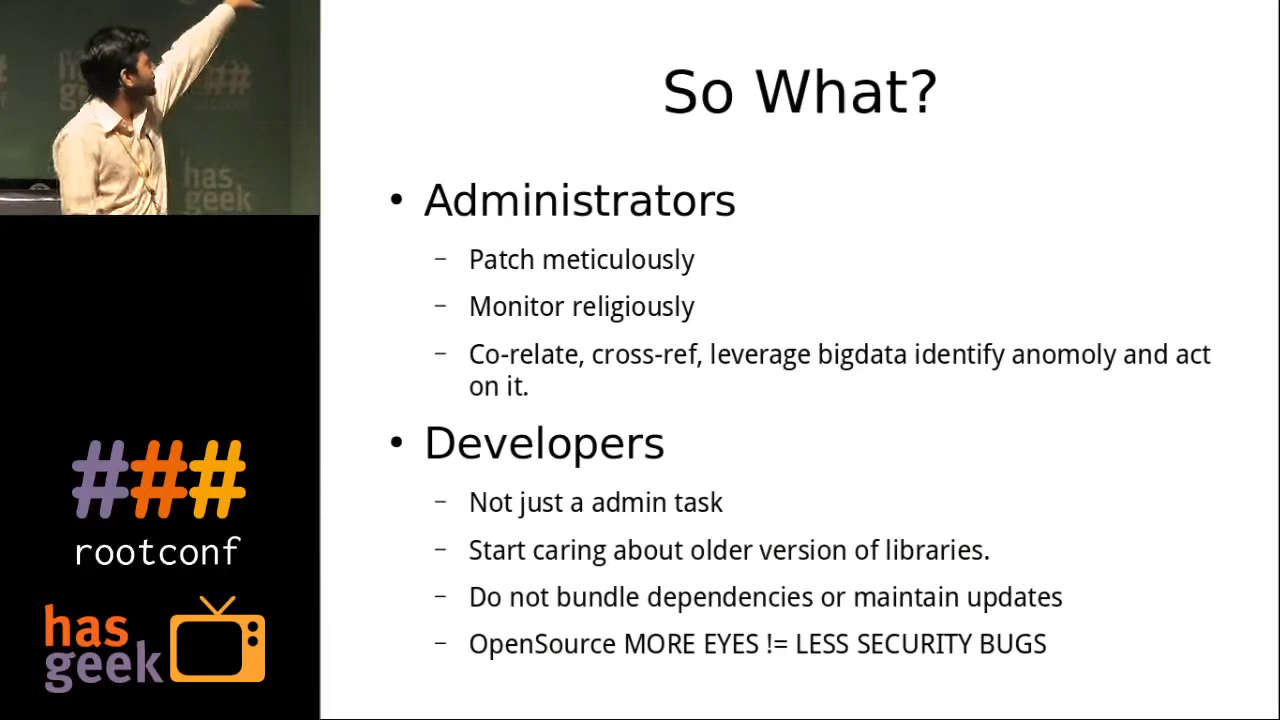 So What?
• Administrators
– Patch meticulously
– Monitor religiously
– Co-relate, cross-ref, leverage bigdata identify anomoly and act
on it.
• Developers
– Not just a admin task
– Start caring about older version of libraries.
– Do not bundle dependencies or maintain updates
– OpenSource MORE EYES != LESS SECURITY BUGS
has
geek
###
rootconf
has
geek